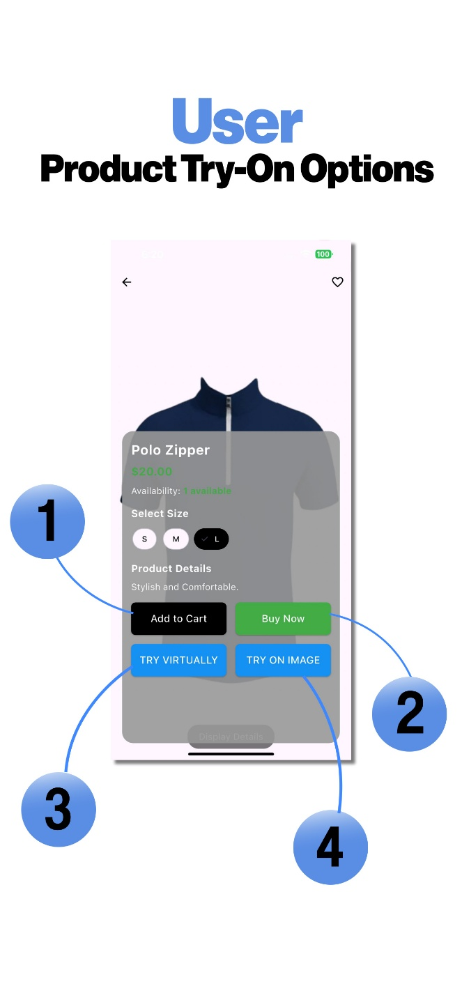 User
Product Try-On Options
100
Polo Zipper
$20.00
Availability: 1 available
Select Size
S M L
Product Details
Stylish and Comfortable.
Add to Cart Buy Now
TRY VIRTUALLY TRY ON IMAGE
Display Details
1
2
3
4